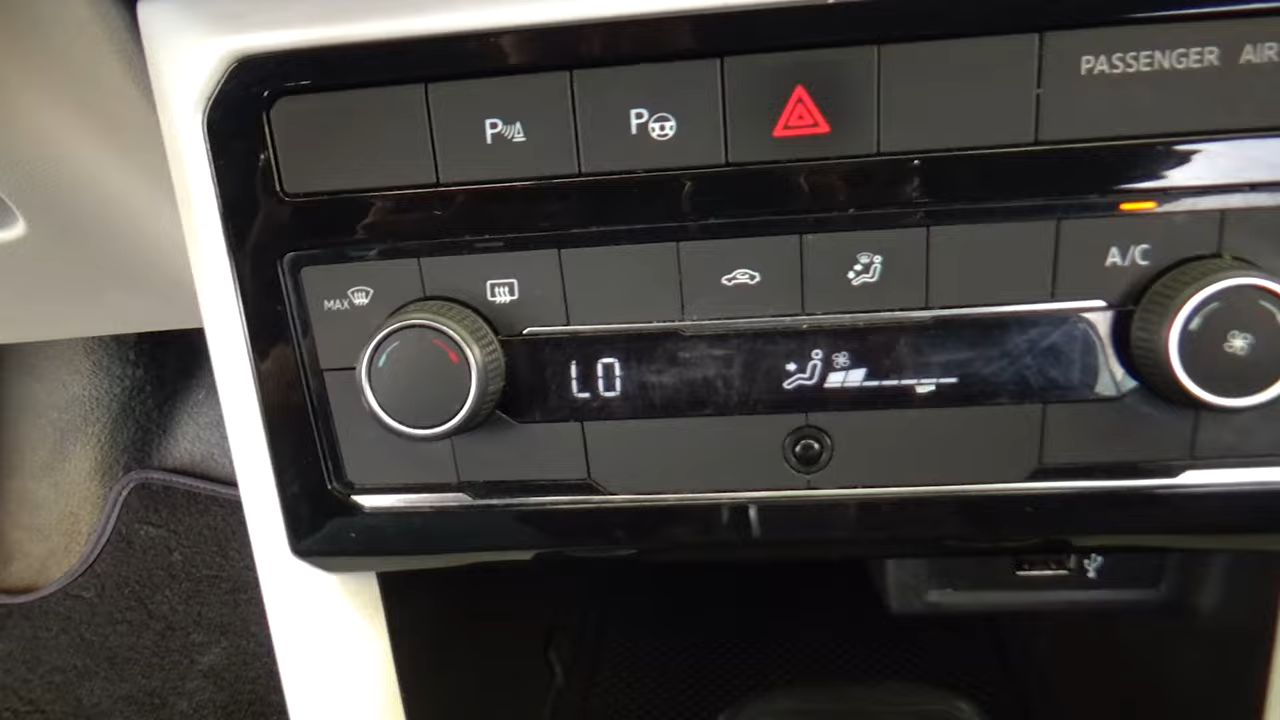 PASSENGER AIR
P
P
A/C
MAX
LO